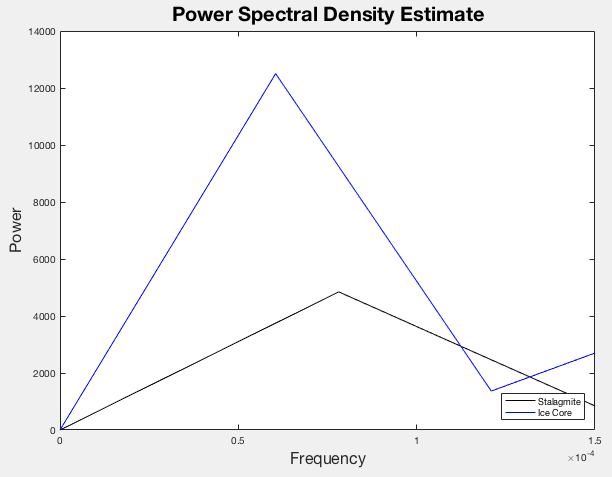 Power Spectral Density Estimate
14000
12000
10000
8000
6000
4000
2000
0
Power
0 0.5 1 1.5
×10-4
Frequency
Stalagmite
Ice Core